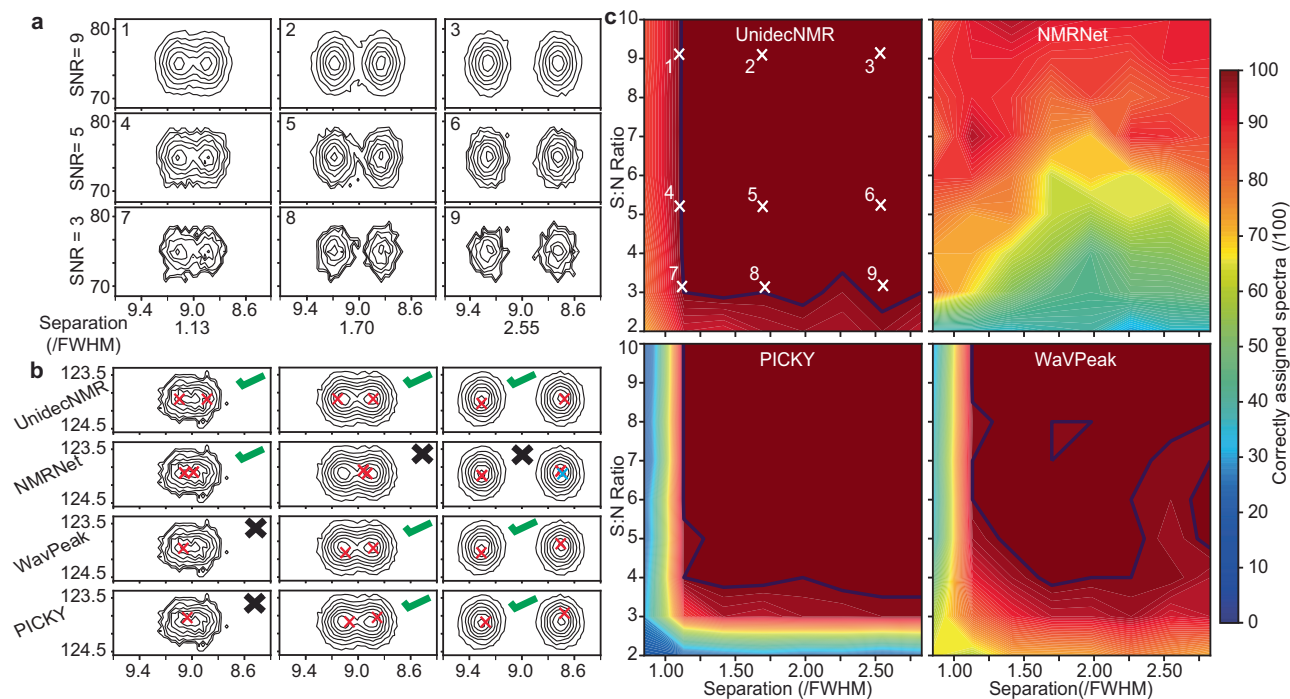 a
80
70
SNR = 9
1
2
3
80
70
SNR= 5
4
5
6
80
70
SNR = 3
7
8
9
9.4 9.0 8.6
9.4 9.0 8.6
9.4 9.0 8.6
Separation
(/FWHM)
1.13
1.70
2.55
b
UnidecNMR
123.5
124.5
NMRNet
123.5
124.5
WavPeak
123.5
124.5
PICKY
123.5
124.5
9.4 9.0 8.6
9.4 9.0 8.6
9.4 9.0 8.6
c
UnidecNMR
S:N Ratio
10
9
8
7
6
5
4
3
2
1
2
3
4
5
6
7
8
9
NMRNet
PICKY
S:N Ratio
10
9
8
7
6
5
4
3
2
1.00 1.50 2.00 2.50
Separation (/FWHM)
WaVPeak
1.00 1.50 2.00 2.50
Separation(/FWHM)
100
90
80
70
60
50
40
30
20
10
0
Correctly assigned spectra (/100)